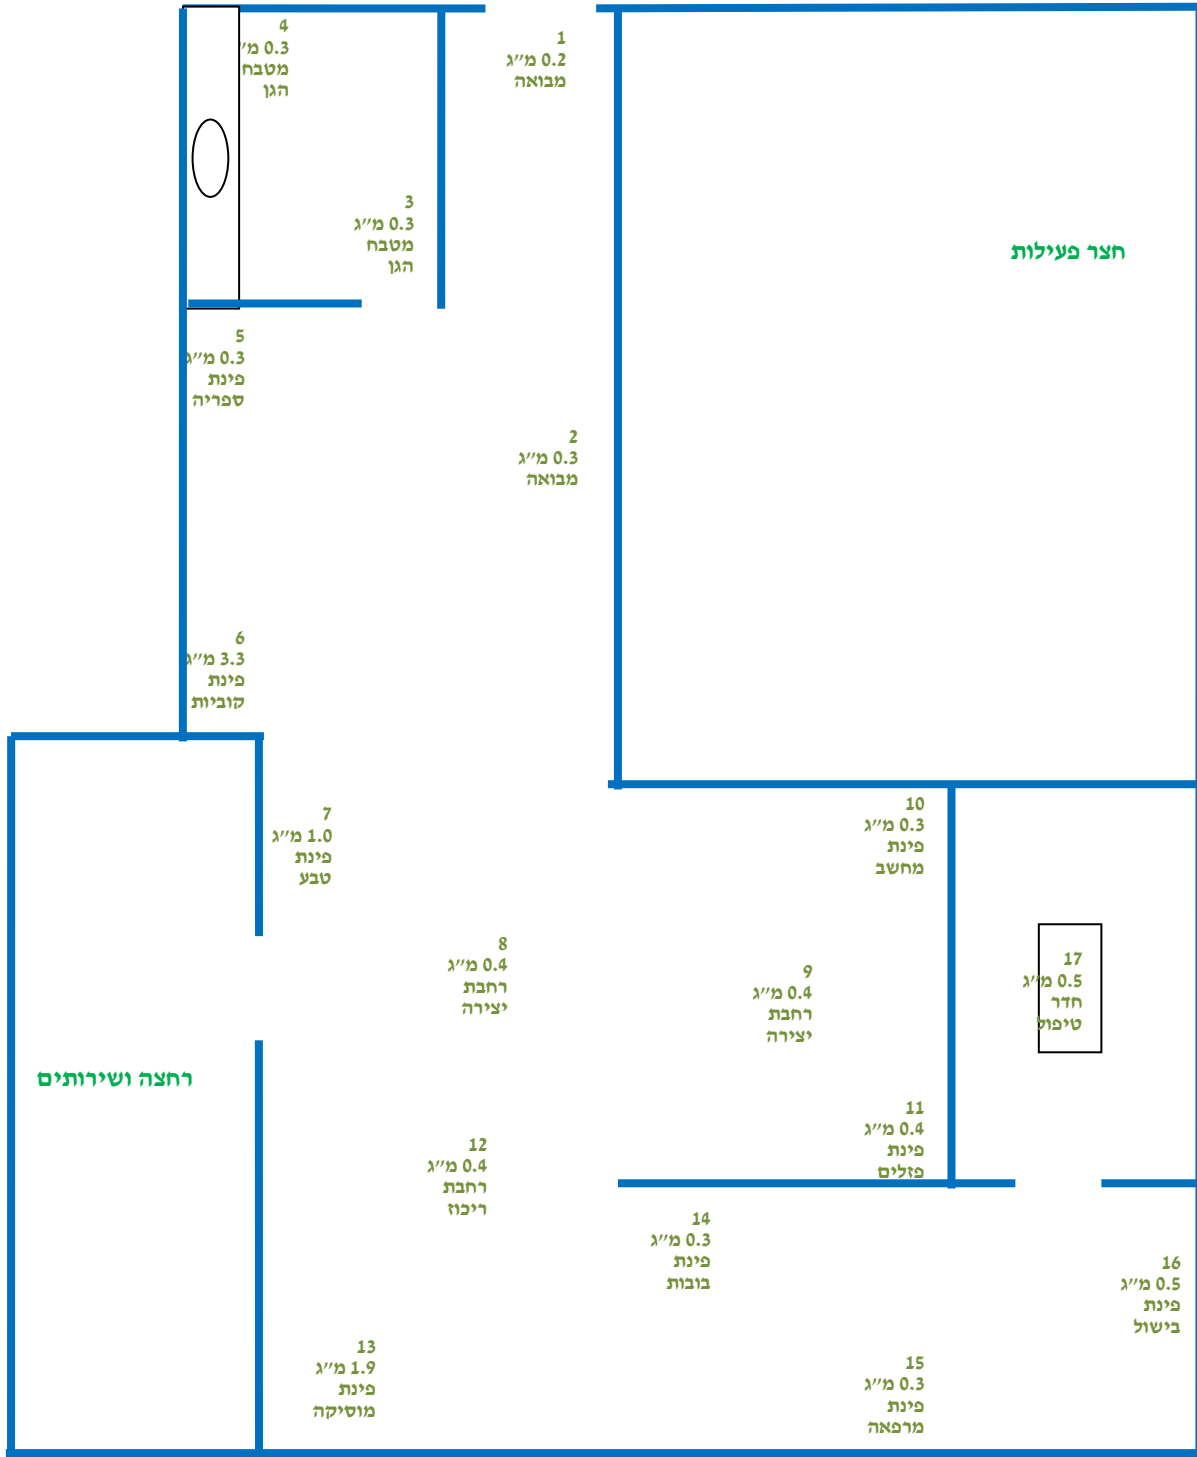 1
0.2 מ״ג
מבואה
2
0.3 מ״ג
מבואה
3
0.3 מ״ג
מטבח
הגן
4
0.3 מ׳
מטבח
הגן
5
0.3 מ״ג
פינת
ספריה
6
3.3 מ״ג
פינת
קוביות
7
1.0 מ״ג
פינת
טבע
8
0.4 מ״ג
רחבת
יצירה
9
0.4 מ״ג
רחבת
יצירה
10
0.3 מ״ג
פינת
מחשב
11
0.4 מ״ג
פינת
פזלים
12
0.4 מ״ג
רחבת
ריכוז
13
1.9 מ״ג
פינת
מוסיקה
14
0.3 מ״ג
פינת
בובות
15
0.3 מ״ג
פינת
מרפאה
16
0.5 מ״ג
פינת
בישול
17
0.5 מ״ג
חדר
טיפול
חצר פעילות
רחצה ושירותים